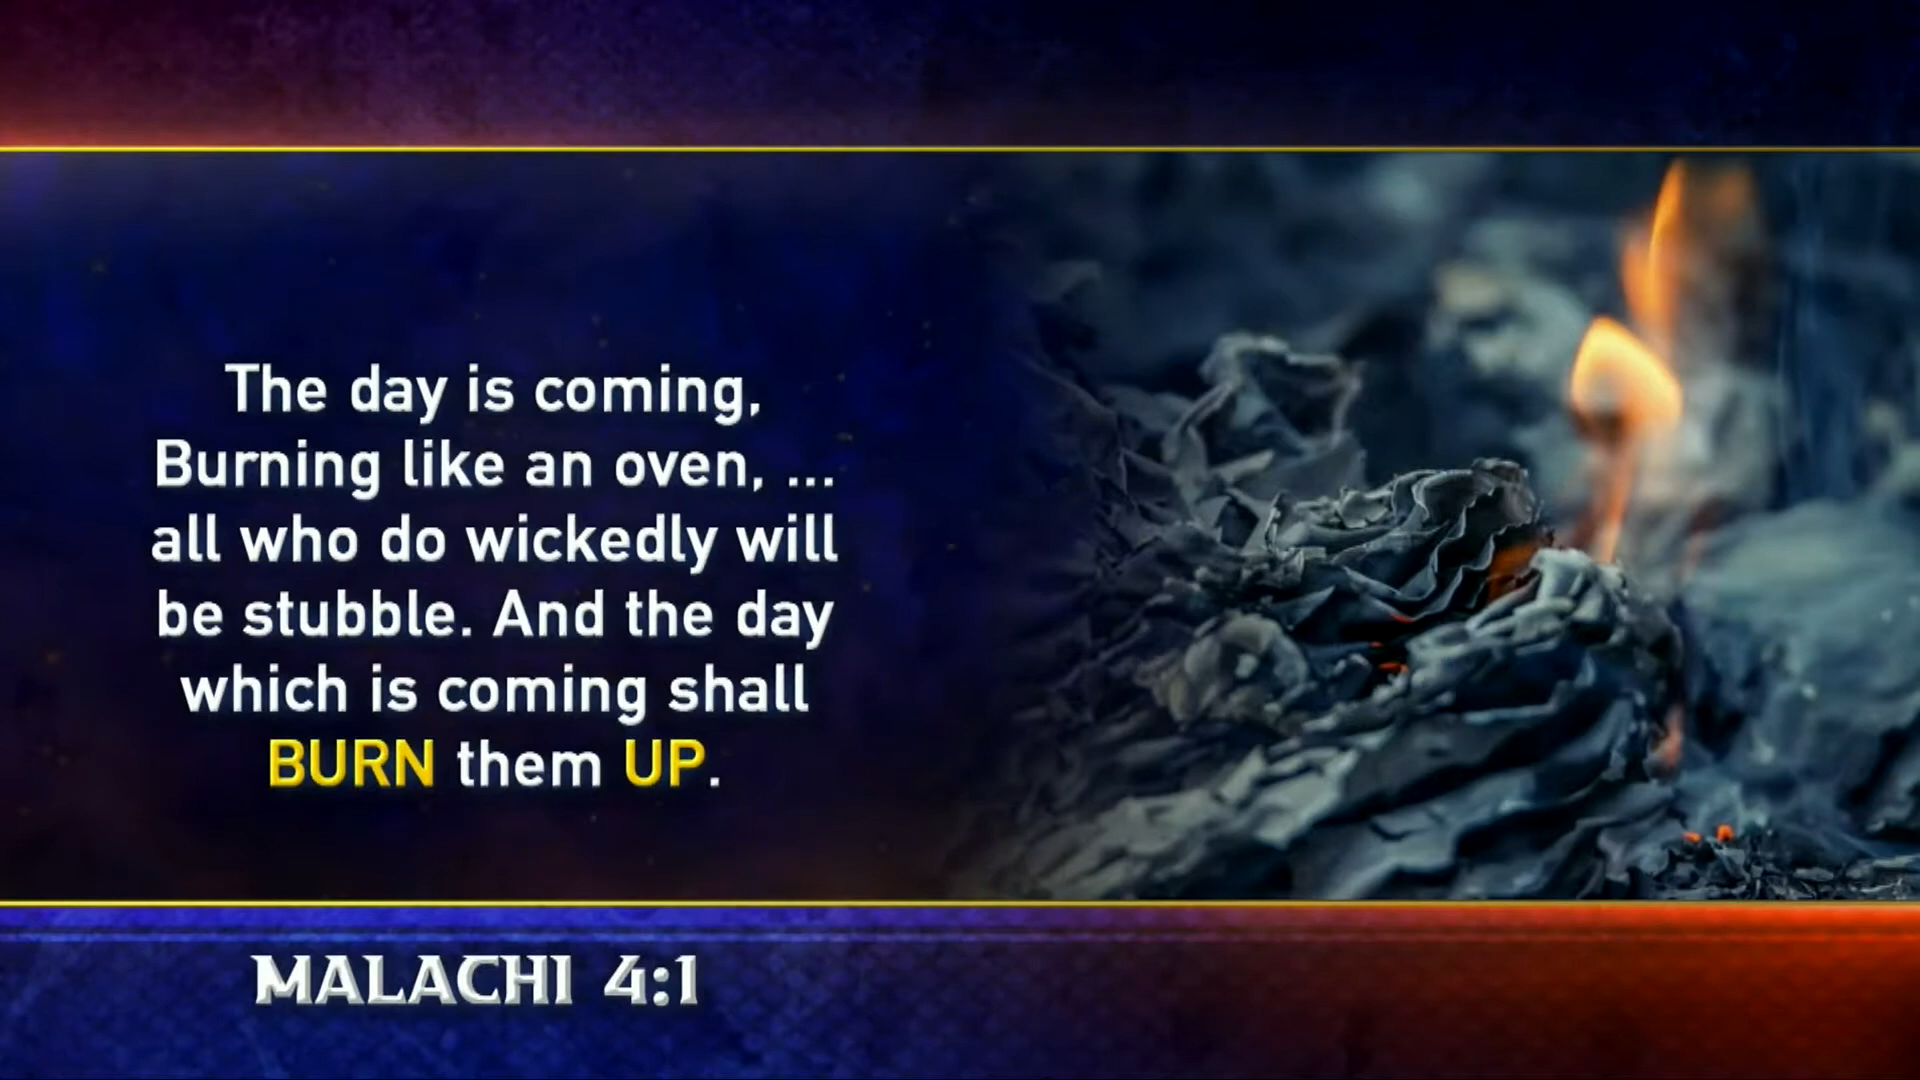 The day is coming,
Burning like an oven, ...
all who do wickedly will
be stubble. And the day
which is coming shall
BURN them UP.
MALACHI 4:1